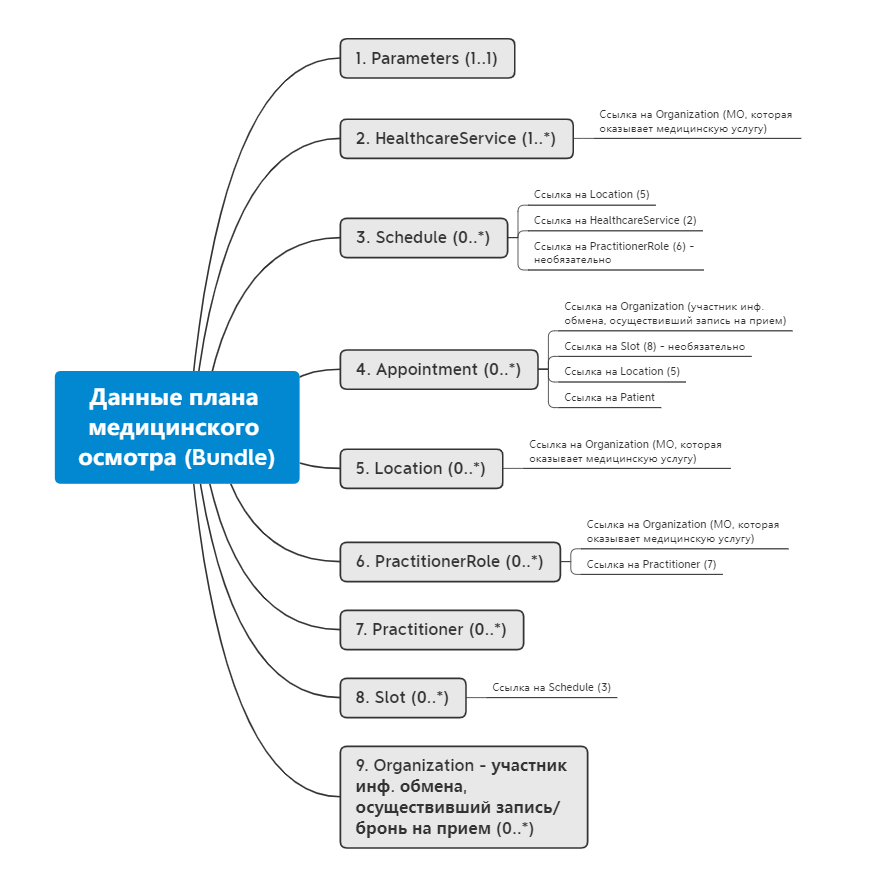 1. Parameters (1..1)
2. HealthcareService (1..*)
Ссылка на Organization (МО, которая
оказывает медицинскую услугу)
3. Schedule (0..*)
Ссылка на Location (5)
Ссылка на HealthcareService (2)
Ссылка на PractitionerRole (6) -
необязательно
4. Appointment (0..*)
Ссылка на Organization (участник инф.
обмена, осуществивший запись на прием)
Ссылка на Slot (8) - необязательно
Ссылка на Location (5)
Ссылка на Patient
Данные плана
медицинского
осмотра (Bundle)
5. Location (0..*)
Ссылка на Organization (МО, которая
оказывает медицинскую услугу)
6. PractitionerRole (0..*)
Ссылка на Organization (МО, которая
оказывает медицинскую услугу)
Ссылка на Practitioner (7)
7. Practitioner (0..*)
8. Slot (0..*)
Ссылка на Schedule (3)
9. Organization - участник
инф. обмена,
осуществивший запись/
бронь на прием (0..*)